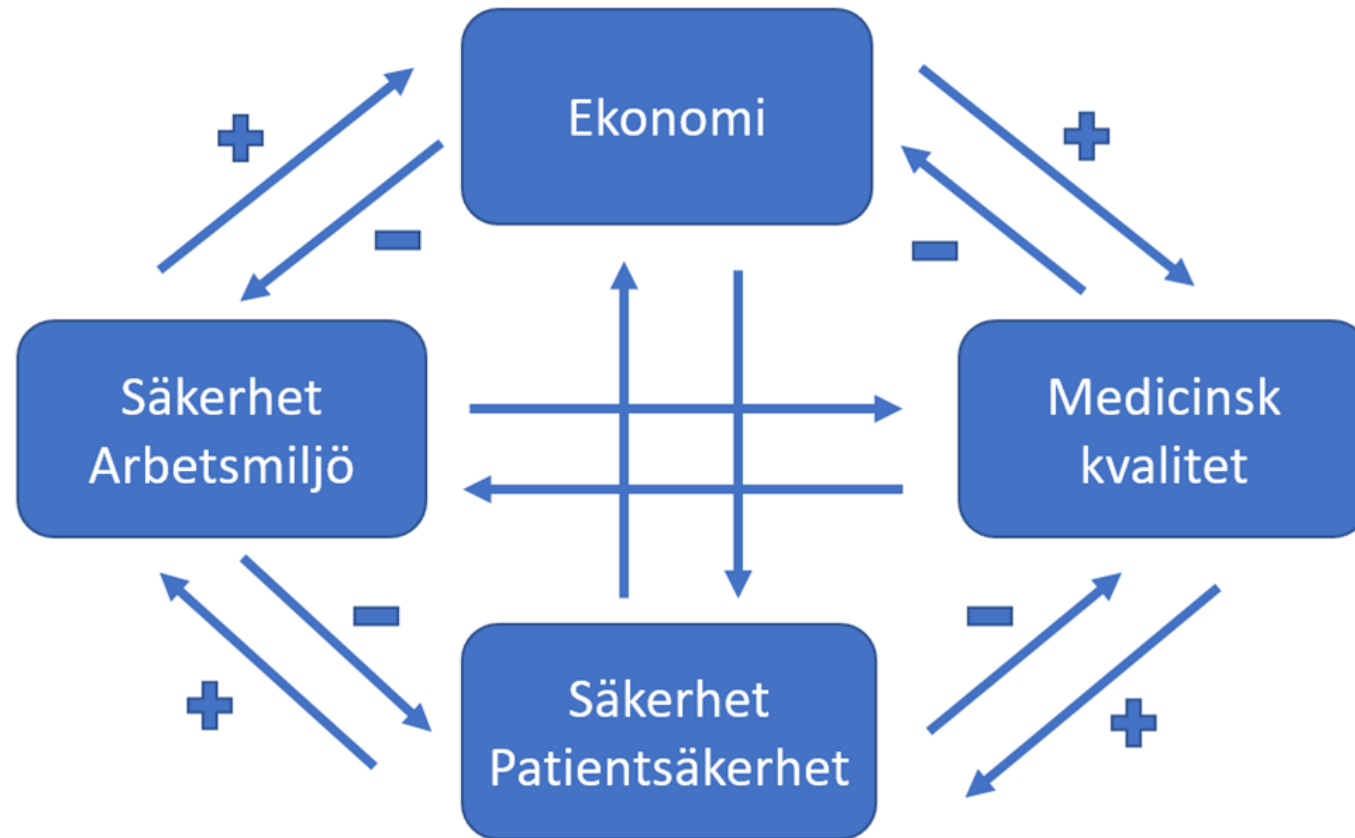 Ekonomi
+
+
-
-
Säkerhet
Arbetsmiljö
Medicinsk
kvalitet
-
-
+
+
Säkerhet
Patientsäkerhet